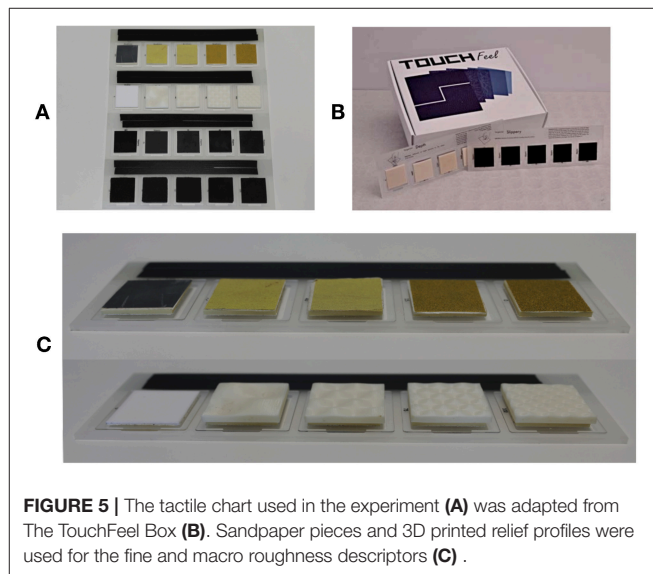 A
B
TOUCH Feel
C
FIGURE 5 | The tactile chart used in the experiment (A) was adapted from
The TouchFeel Box (B). Sandpaper pieces and 3D printed relief profiles were
used for the fine and macro roughness descriptors (C) .